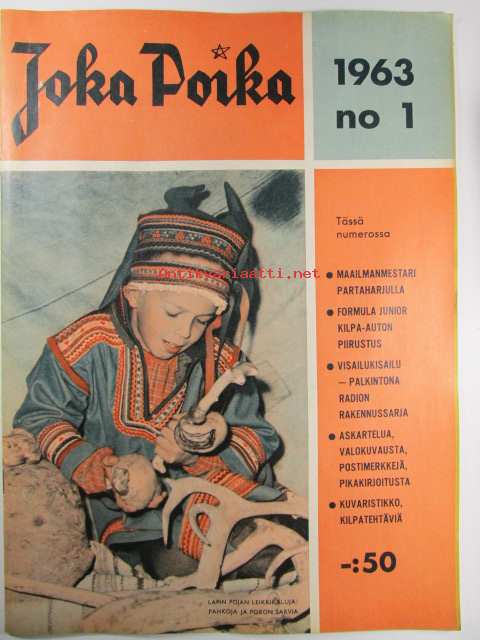 Joka Poika
1963
no 1
Tässä
numerossa
● MAAILMANMESTARI
PARTAHARJULLA
● FORMULA JUNIOR
KILPA-AUTON
PIIRUSTUS
● VISAILUKISAILU
— PALKINTONA
RADION
RAKENNUSSARJA
● ASKARTELUA,
VALOKUVAUSTA,
POSTIMERKKEJÄ,
PIKAKIRJOITUSTA
● KUVARISTIKKO,
KILPATEHTÄVIÄ
-:50
Antikvariaatti.net
LAPIN POJAN LEIKKIKALUJA:
PAHKOJA JA PORON SARVIA